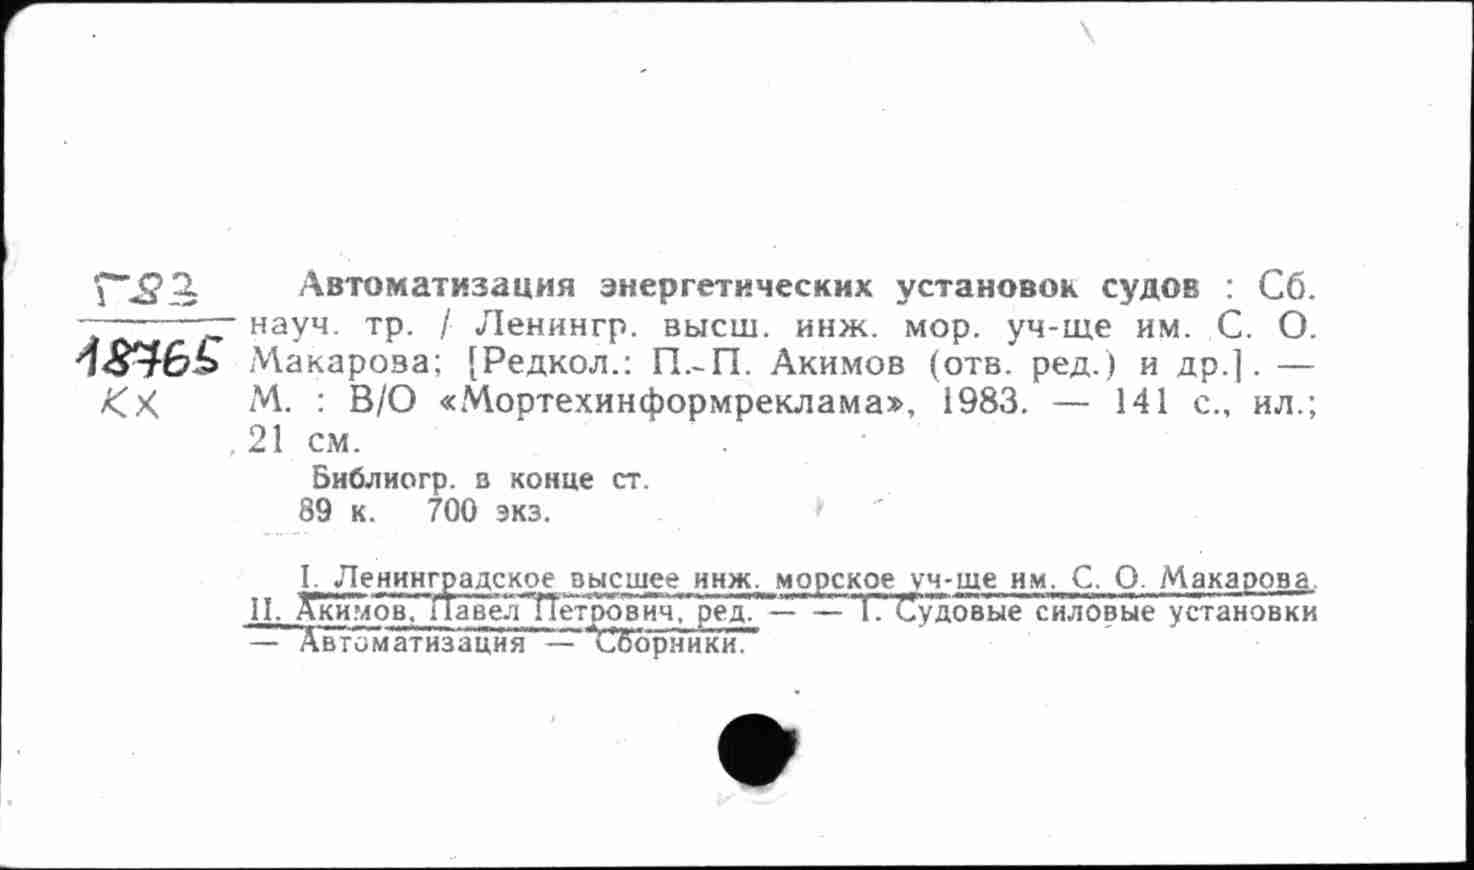 Г83
18765
КХ
Автоматизация энергетических установок судов : Сб.
науч. тр. / Ленингр. высш. инж. мор. уч-ще им. С. О.
Макарова; [Редкол.: П.-П. Акимов (отв. ред.) и др.]. —
М. : В/О «Мортехинформреклама», 1983. — 141 с., ил.;
21 см.
Библиогр. в конце ст.
89 к. 700 экз.
I. Ленинградское высшее инж. морское уч-ще им. С. О. Макарова.
II. Акимов, Павел Петрович, ред. — — 1. Судовые силовые установки
— Автоматизация — Сборники.